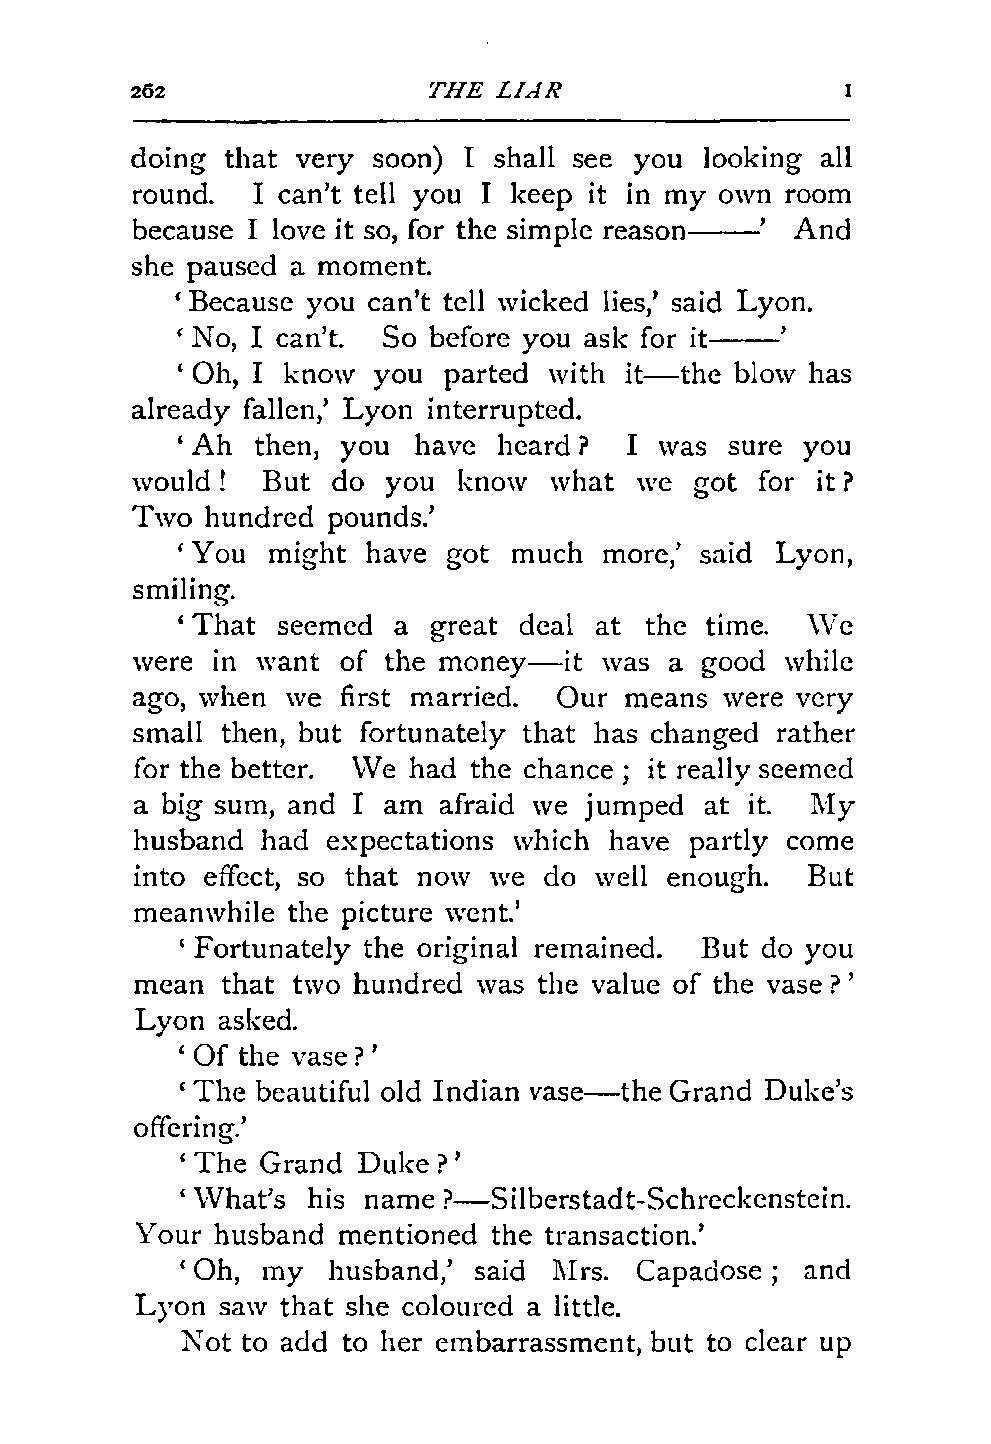 262 THE LIAR I
doing that very soon) I shall see you looking all
round. I can't tell you I keep it in my own room
because I love it so, for the simple reason——' And
she paused a moment.
'Because you can't tell wicked lies,' said Lyon.
'No, I can't. So before you ask for it——'
'Oh, I know you parted with it—the blow has
already fallen,' Lyon interrupted.
'Ah then, you have heard? I was sure you
would! But do you know what we got for it?
Two hundred pounds.'
'You might have got much more,' said Lyon,
smiling.
'That seemed a great deal at the time. We
were in want of the money—it was a good while
ago, when we first married. Our means were very
small then, but fortunately that has changed rather
for the better. We had the chance; it really seemed
a big sum, and I am afraid we jumped at it. My
husband had expectations which have partly come
into effect, so that now we do well enough. But
meanwhile the picture went.'
'Fortunately the original remained. But do you
mean that two hundred was the value of the vase?'
Lyon asked.
'Of the vase?'
'The beautiful old Indian vase—the Grand Duke's
offering.'
'The Grand Duke?'
'What's his name?—Silberstadt-Schreckenstein.
Your husband mentioned the transaction.'
'Oh, my husband,' said Mrs. Capadose; and
Lyon saw that she coloured a little.
Not to add to her embarrassment, but to clear up